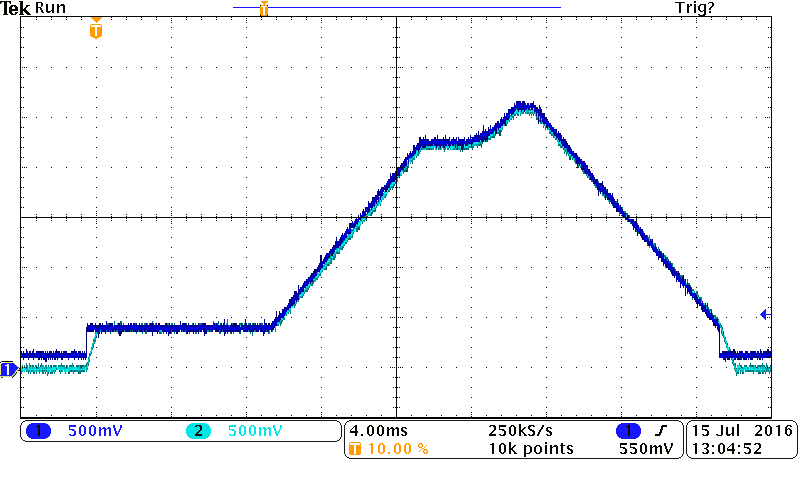 Tek Run T Trig?
T
1
1 500mV 2 500mV 4.00ms 250kS/s 1 15 Jul 2016
T 10.00 % 10k points 550mV 13:04:52